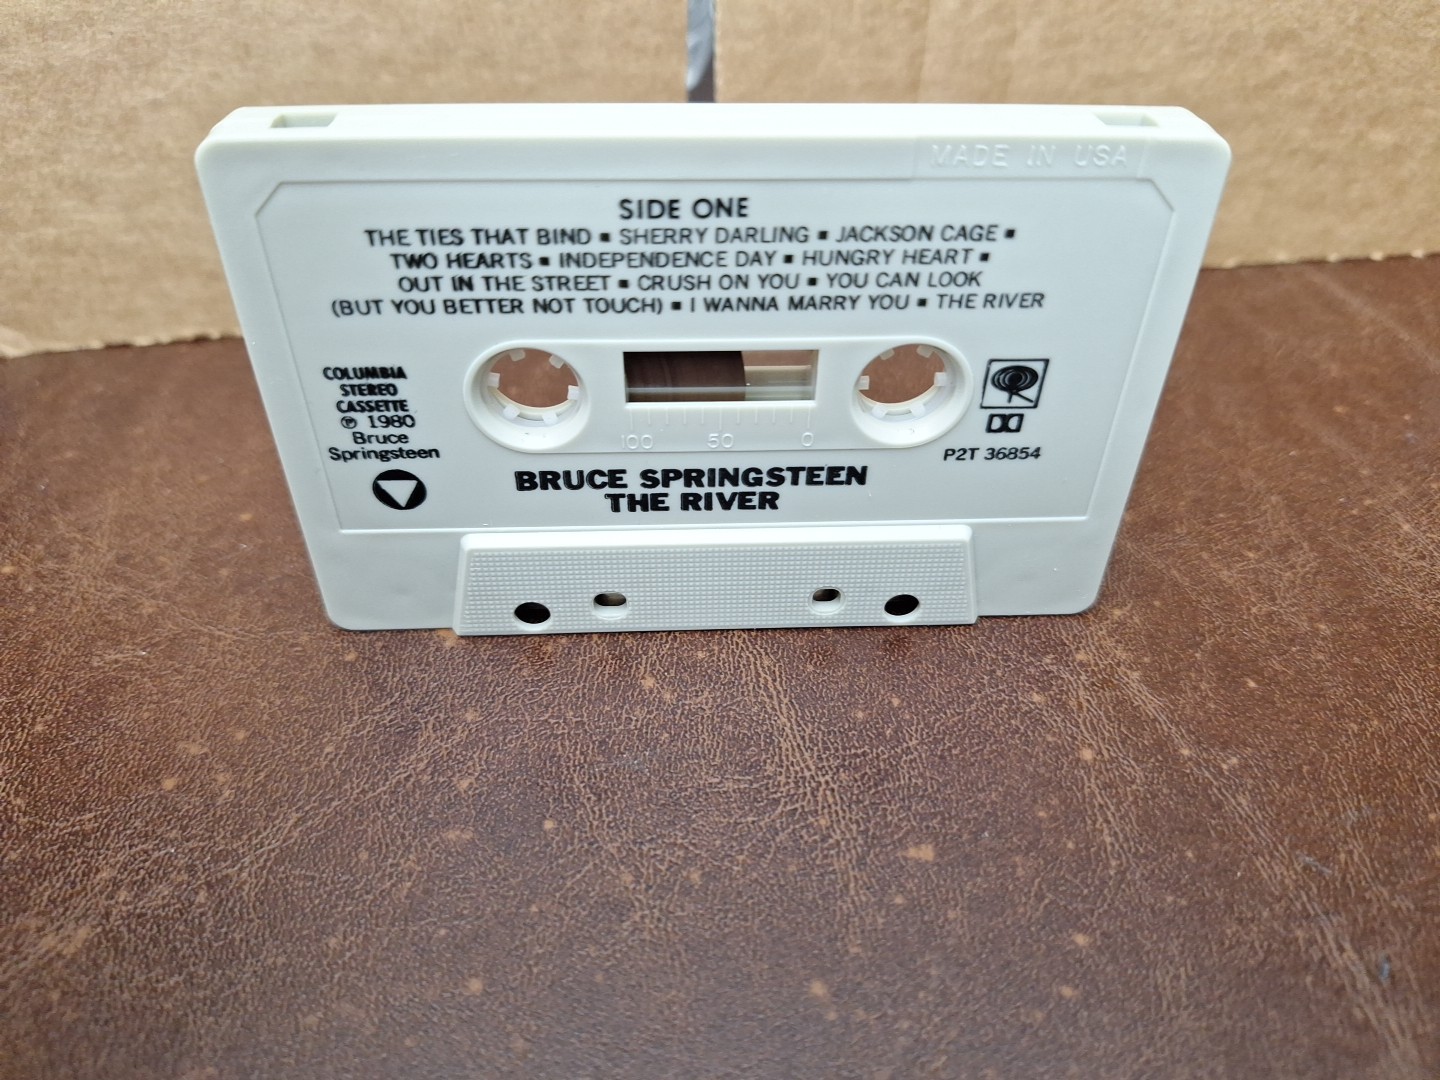 MADE IN USA
SIDE ONE
THE TIES THAT BIND ▪ SHERRY DARLING ▪ JACKSON CAGE ▪
TWO HEARTS ▪ INDEPENDENCE DAY ▪ HUNGRY HEART ▪
OUT IN THE STREET ▪ CRUSH ON YOU ▪ YOU CAN LOOK
(BUT YOU BETTER NOT TOUCH) ▪ I WANNA MARRY YOU ▪ THE RIVER
COLUMBIA
STEREO
CASSETTE
℗ 1980
Bruce
Springsteen
100 50 0
P2T 36854
BRUCE SPRINGSTEEN
THE RIVER